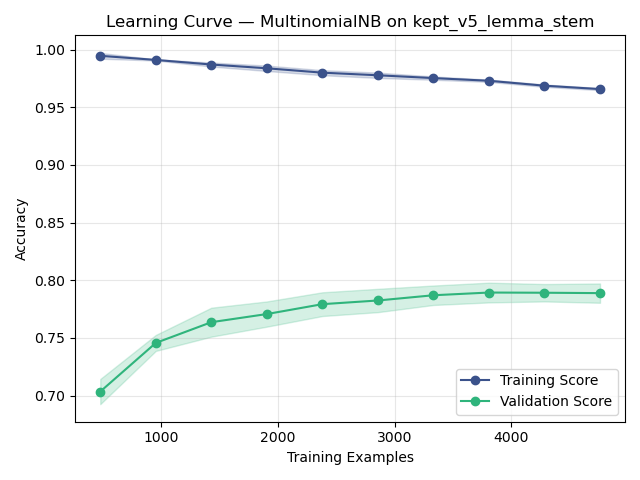 Learning Curve — MultinomialNB on kept_v5_lemma_stem
1.00
0.95
0.90
0.85
0.80
0.75
0.70
Accuracy
Training Score
Validation Score
1000 2000 3000 4000
Training Examples